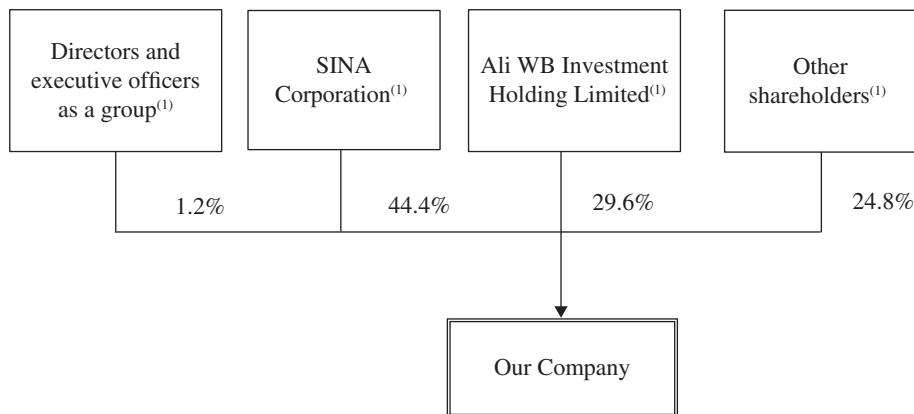 Directors and
executive officers
as a group(1)
SINA
Corporation(1)
Ali WB Investment
Holding Limited(1)
Other
shareholders(1)
1.2%
44.4%
29.6%
24.8%
Our Company